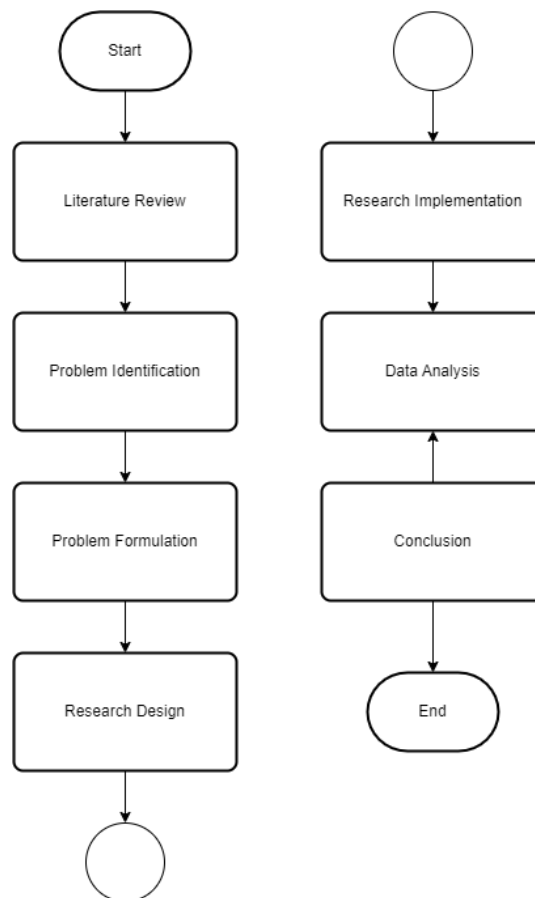 Start
Literature Review
Problem Identification
Problem Formulation
Research Design
Research Implementation
Data Analysis
Conclusion
End